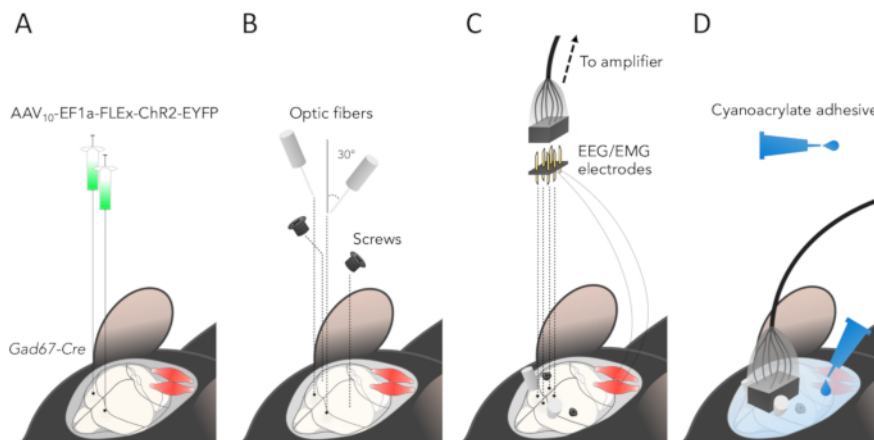 A
B
C
D
AAV₁₀-EF1a-FLEx-ChR2-EYFP
Gad67-Cre
Optic fibers
30°
Screws
To amplifier
EEG/EMG
electrodes
Cyanoacrylate adhesive